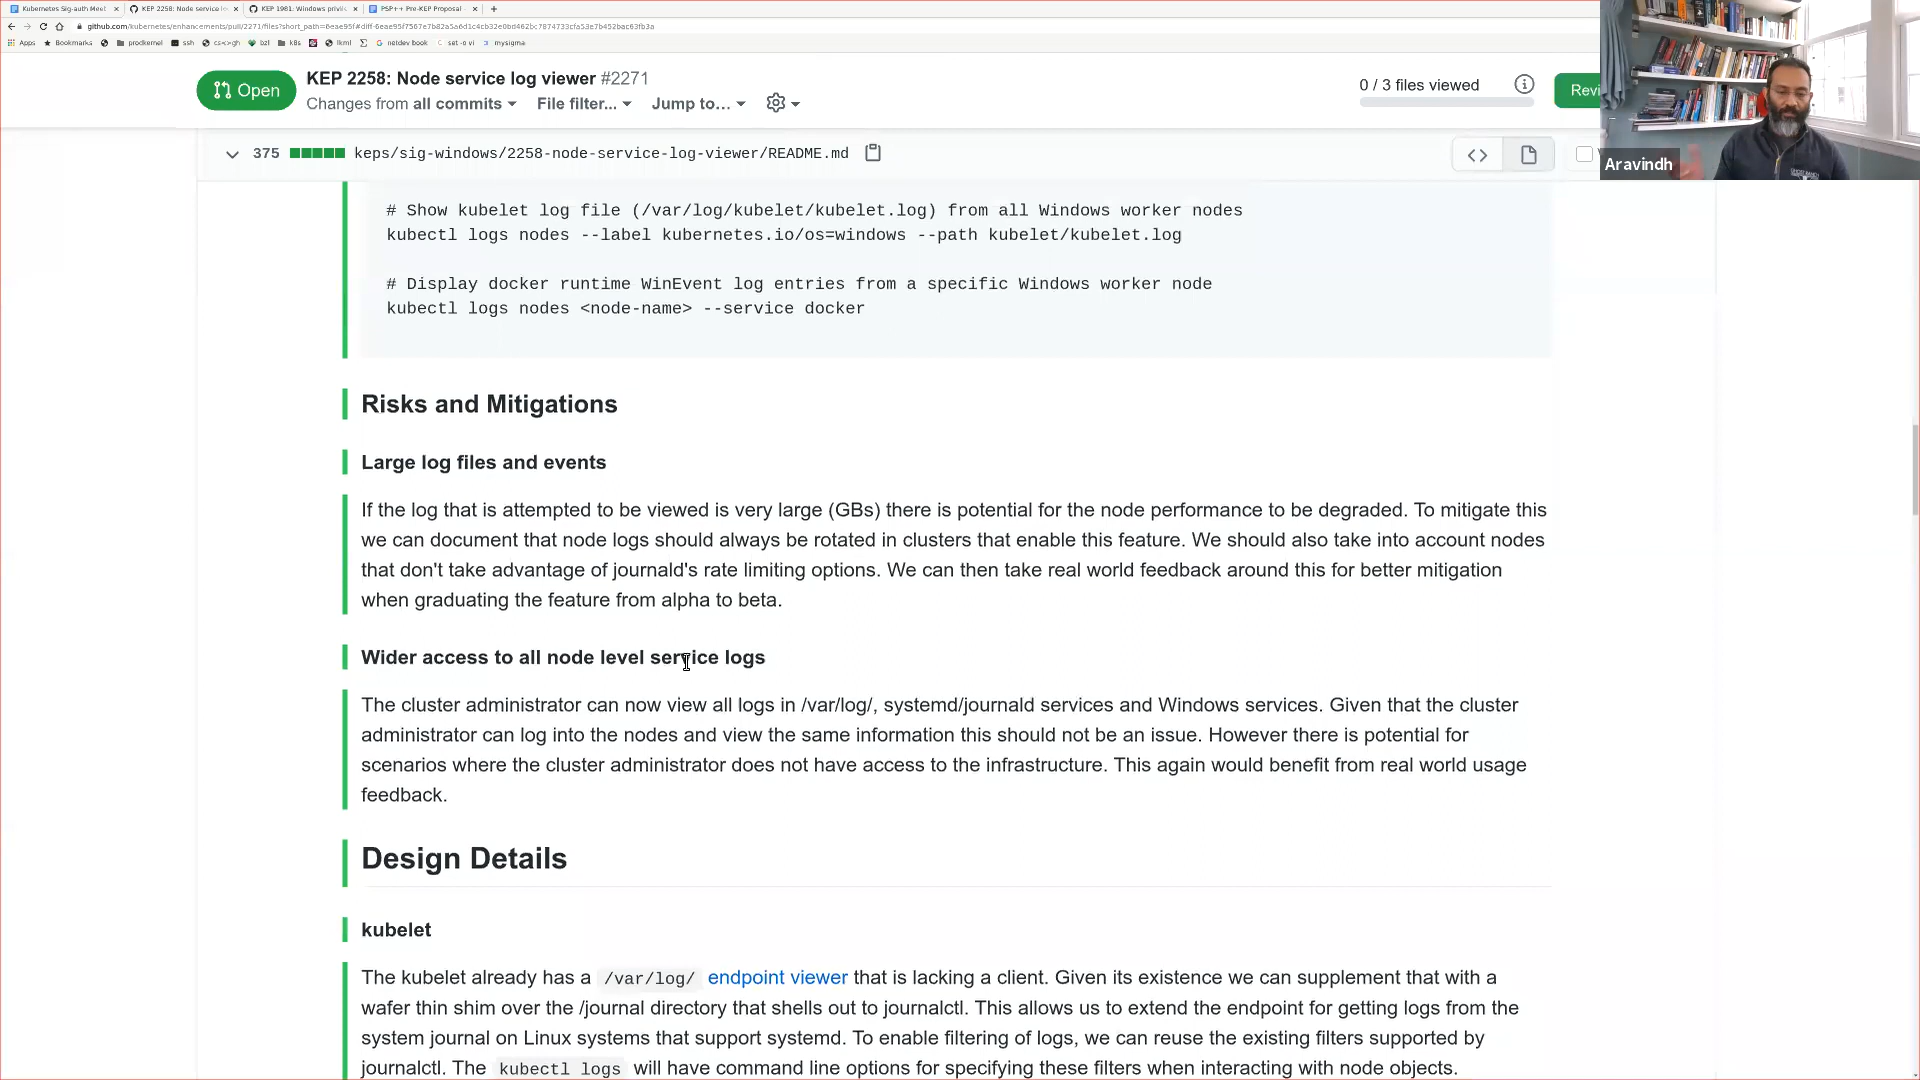 Kubernetes Sig-auth Meet
KEP 2258: Node service lo
KEP 1981: Windows privil
PSP++ Pre-KEP Proposal
Apps
Bookmarks
prodkernel
ssh
bzl
k8s
lkml
netdev book
set -o vi
mysigma
Open
KEP 2258: Node service log viewer #2271
Changes from all commits
File filter...
Jump to...
0 / 3 files viewed
Revi
375
keps/sig-windows/2258-node-service-log-viewer/README.md
Aravindh
# Show kubelet log file (/var/log/kubelet/kubelet.log) from all Windows worker nodes
kubectl logs nodes --label kubernetes.io/os=windows --path kubelet/kubelet.log
# Display docker runtime WinEvent log entries from a specific Windows worker node
kubectl logs nodes <node-name> --service docker
Risks and Mitigations
Large log files and events
If the log that is attempted to be viewed is very large (GBs) there is potential for the node performance to be degraded. To mitigate this
we can document that node logs should always be rotated in clusters that enable this feature. We should also take into account nodes
that don't take advantage of journald's rate limiting options. We can then take real world feedback around this for better mitigation
when graduating the feature from alpha to beta.
Wider access to all node level service logs
The cluster administrator can now view all logs in /var/log/, systemd/journald services and Windows services. Given that the cluster
administrator can log into the nodes and view the same information this should not be an issue. However there is potential for
scenarios where the cluster administrator does not have access to the infrastructure. This again would benefit from real world usage
feedback.
Design Details
kubelet
The kubelet already has a /var/log/ endpoint viewer that is lacking a client. Given its existence we can supplement that with a
wafer thin shim over the /journal directory that shells out to journalctl. This allows us to extend the endpoint for getting logs from the
system journal on Linux systems that support systemd. To enable filtering of logs, we can reuse the existing filters supported by
journalctl. The kubectl logs will have command line options for specifying these filters when interacting with node objects.